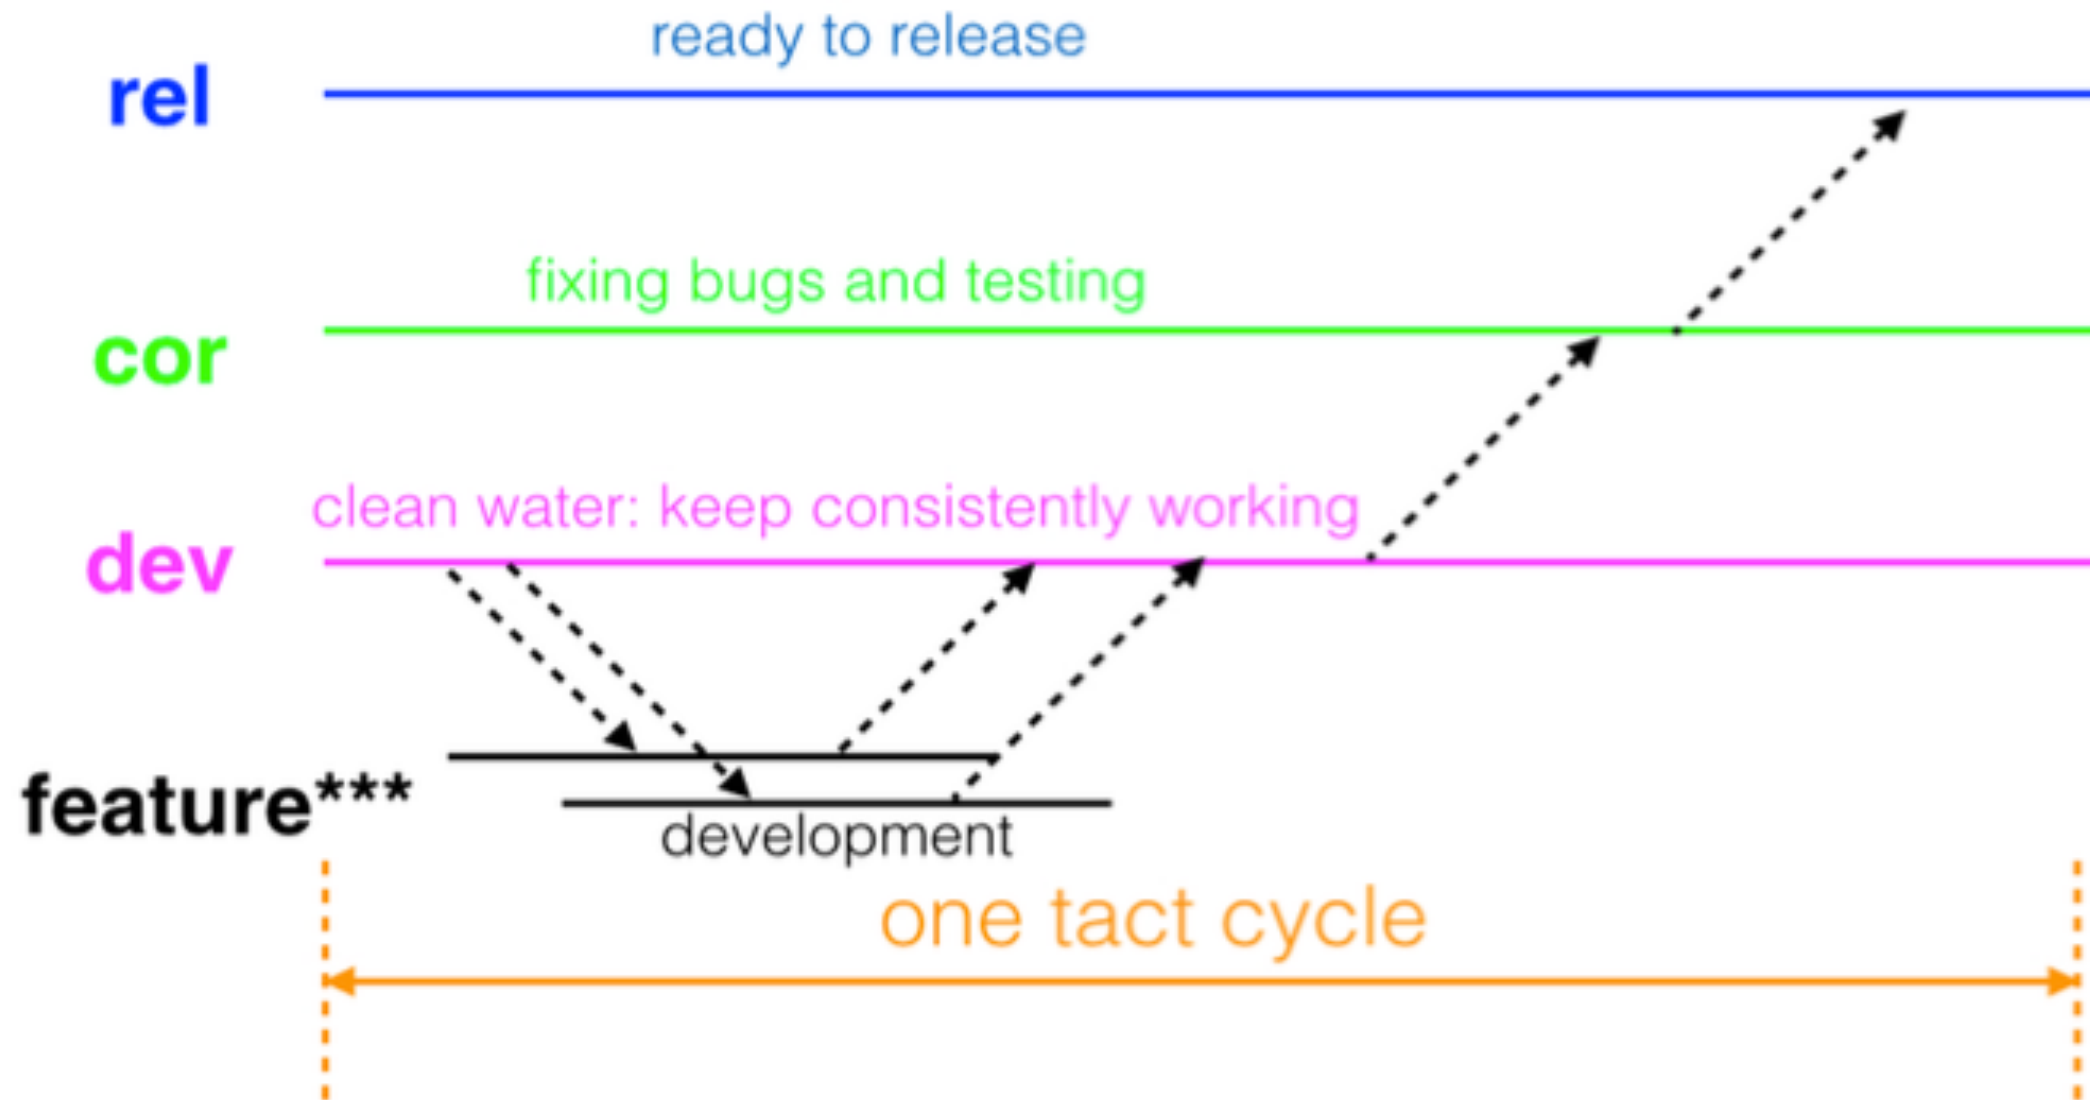 ready to release
rel
fixing bugs and testing
cor
clean water: keep consistently working
dev
feature***
development
one tact cycle